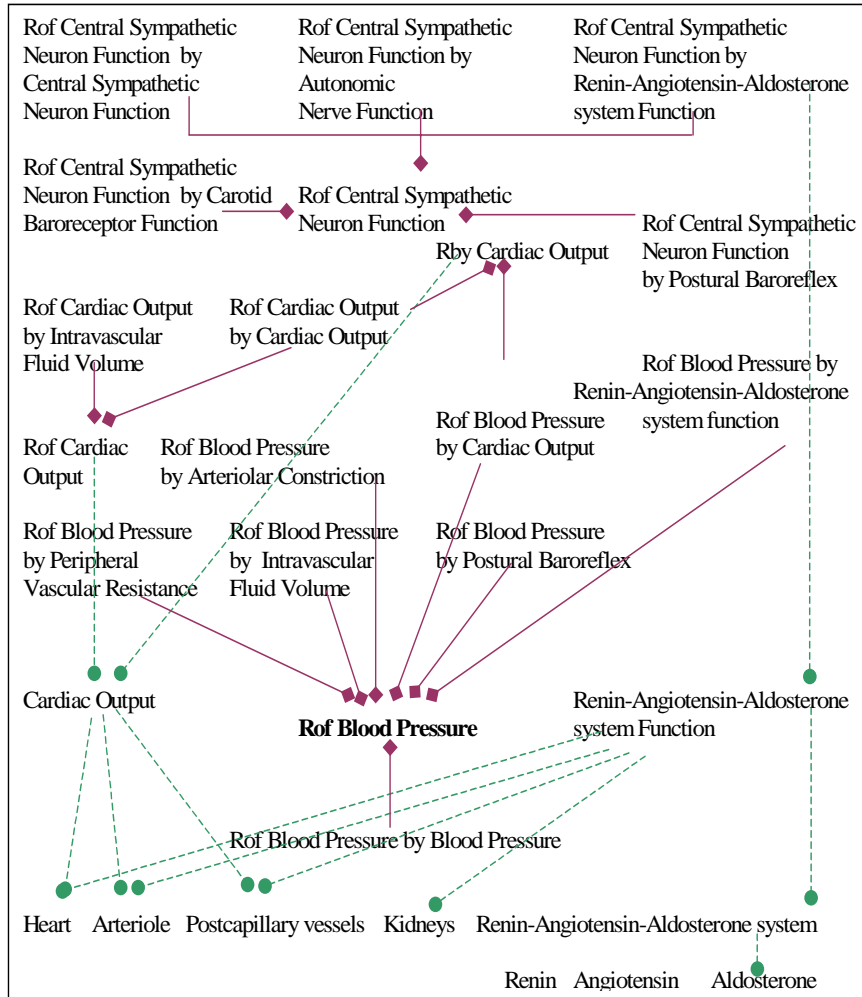 Rof Central Sympathetic
Neuron Function by
Central Sympathetic
Neuron Function
Rof Central Sympathetic
Neuron Function by
Autonomic
Nerve Function
Rof Central Sympathetic
Neuron Function by
Renin-Angiotensin-Aldosterone
system Function
Rof Central Sympathetic
Neuron Function by Carotid
Baroreceptor Function
Rof Central Sympathetic
Neuron Function
Rof Central Sympathetic
Neuron Function
by Postural Baroreflex
Rby Cardiac Output
Rof Cardiac Output
by Intravascular
Fluid Volume
Rof Cardiac Output
by Cardiac Output
Rof Blood Pressure by
Renin-Angiotensin-Aldosterone
system function
Rof Cardiac
Output
Rof Blood Pressure
by Arteriolar Constriction
Rof Blood Pressure
by Cardiac Output
Rof Blood Pressure
by Peripheral
Vascular Resistance
Rof Blood Pressure
by Intravascular
Fluid Volume
Rof Blood Pressure
by Postural Baroreflex
Cardiac Output
Rof Blood Pressure
Renin-Angiotensin-Aldosterone
system Function
Rof Blood Pressure by Blood Pressure
Heart Arteriole Postcapillary vessels Kidneys Renin-Angiotensin-Aldosterone system
Renin Angiotensin Aldosterone